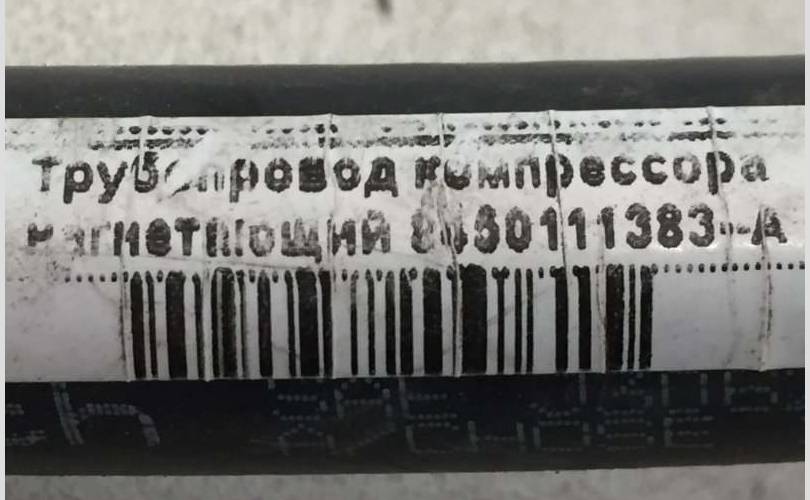 Трубопровод компрессора
нагнетающий 8450111383--А